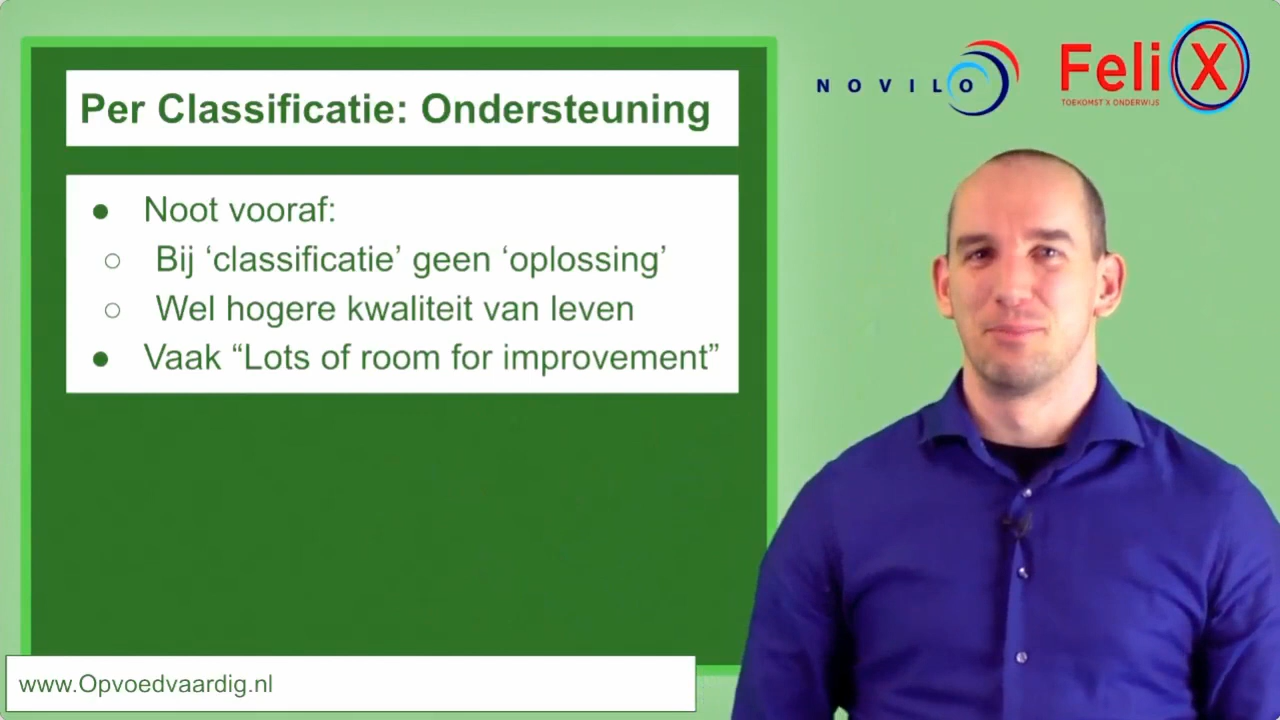 Per Classificatie: Ondersteuning
● Noot vooraf:
○ Bij ‘classificatie’ geen ‘oplossing’
○ Wel hogere kwaliteit van leven
● Vaak “Lots of room for improvement”
www.Opvoedvaardig.nl
NOVILO
FeliX
TOEKOMST X ONDERWIJS